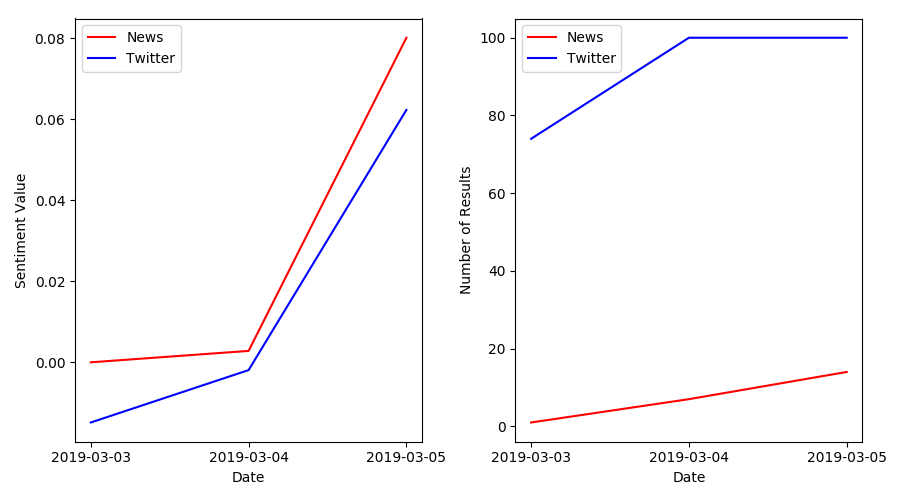 News
Twitter
0.08
0.06
0.04
0.02
0.00
Sentiment Value
2019-03-03
2019-03-04
2019-03-05
Date
News
Twitter
100
80
60
40
20
0
Number of Results
2019-03-03
2019-03-04
2019-03-05
Date